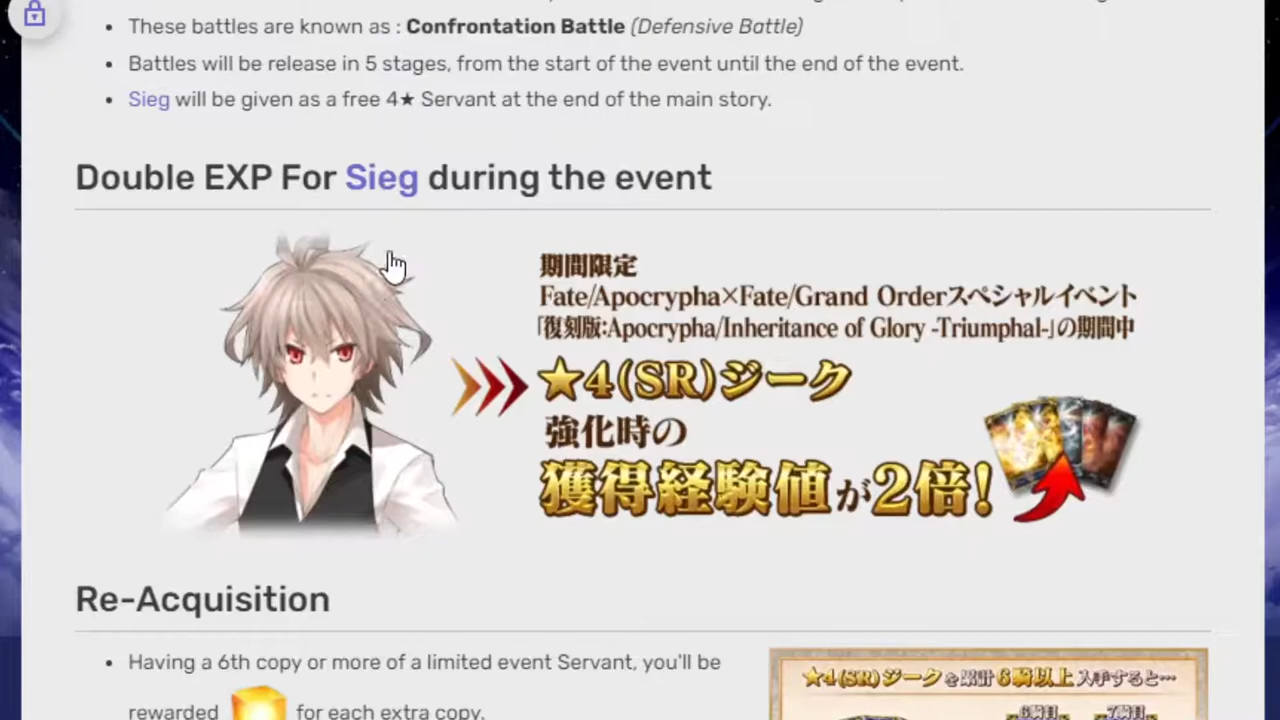 These battles are known as : Confrontation Battle (Defensive Battle)
Battles will be release in 5 stages, from the start of the event until the end of the event.
Sieg will be given as a free 4★ Servant at the end of the main story.
Double EXP For Sieg during the event
期間限定
Fate/Apocrypha×Fate/Grand Orderスペシャルイベント
「復刻版:Apocrypha/Inheritance of Glory -Triumphal-」の期間中
★4(SR)ジーク
強化時の
獲得経験値が2倍!
Re-Acquisition
Having a 6th copy or more of a limited event Servant, you'll be
rewarded for each extra copy.
★4(SR)ジークを累計6騎以上入手すると…
6騎目 7騎目